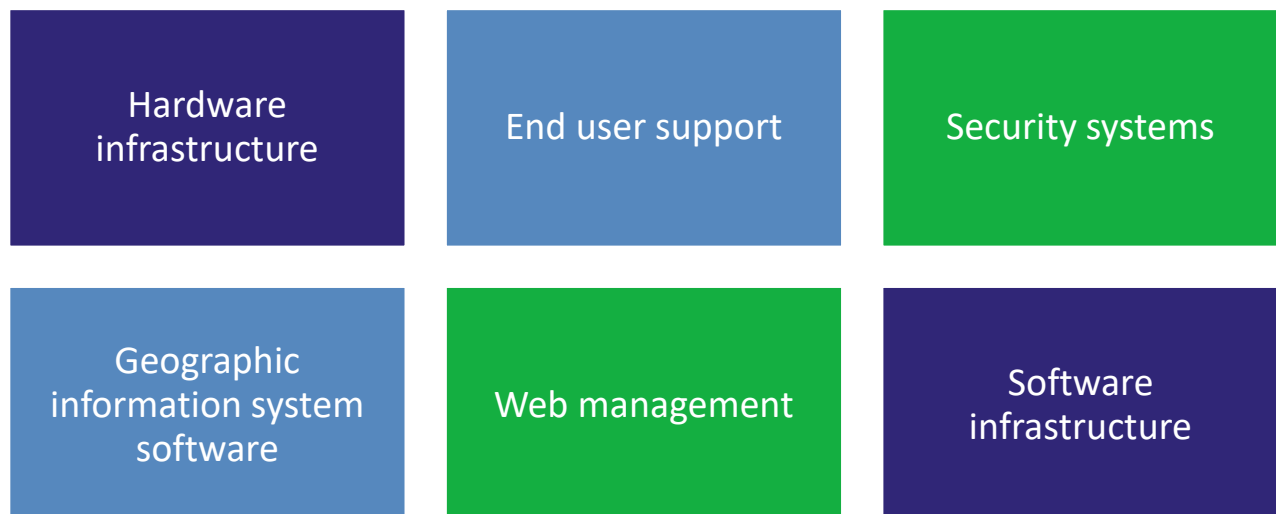 Hardware
infrastructure
End user support
Security systems
Geographic
information system
software
Web management
Software
infrastructure